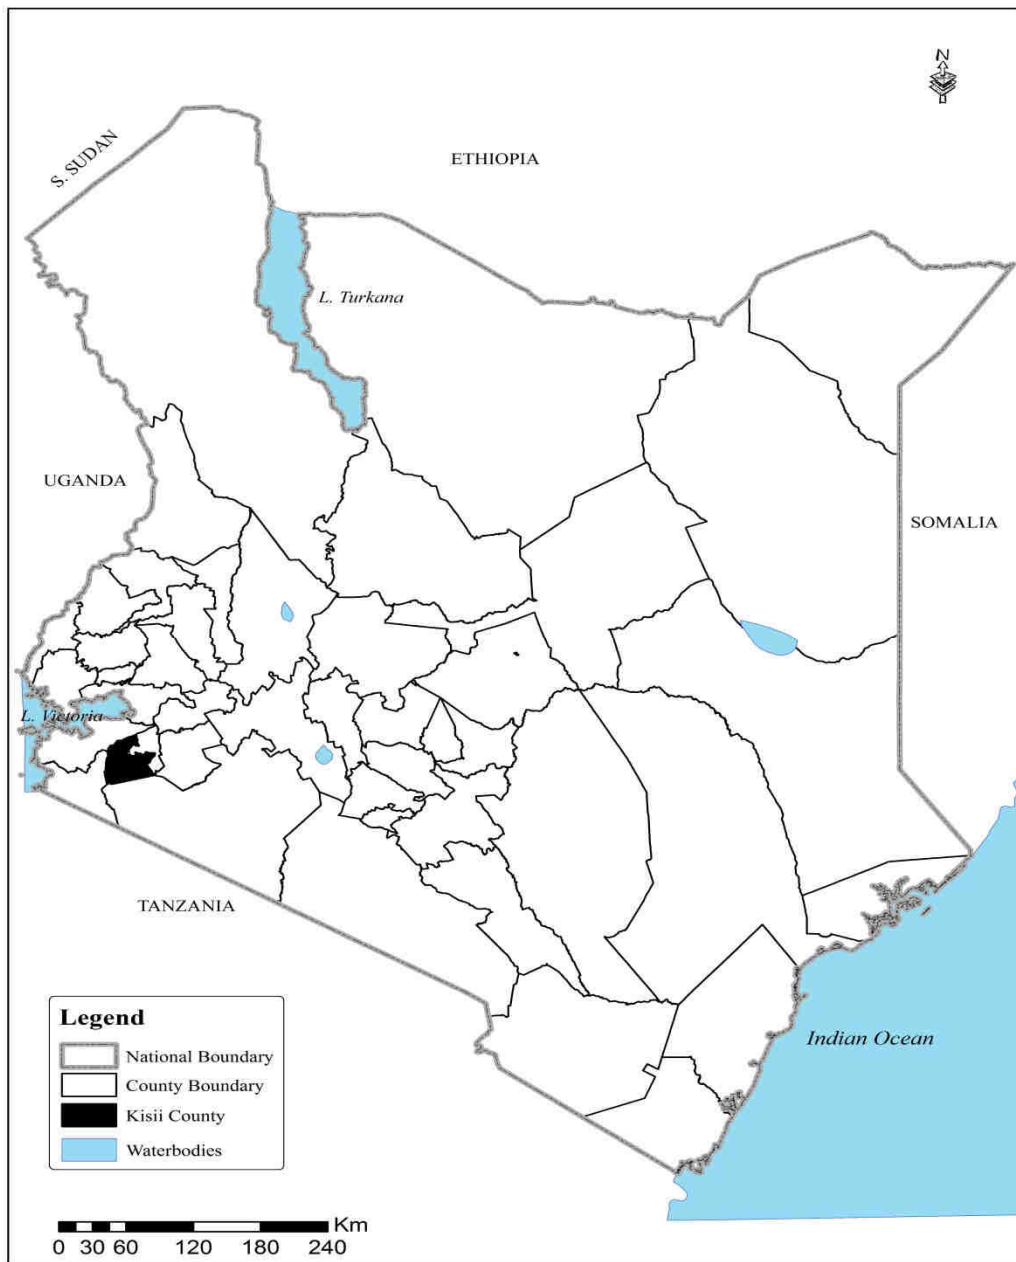 N
S. SUDAN
ETHIOPIA
L. Turkana
UGANDA
SOMALIA
L. Victoria
TANZANIA
Indian Ocean
Legend
National Boundary
County Boundary
Kisii County
Waterbodies
Km
0 30 60 120 180 240